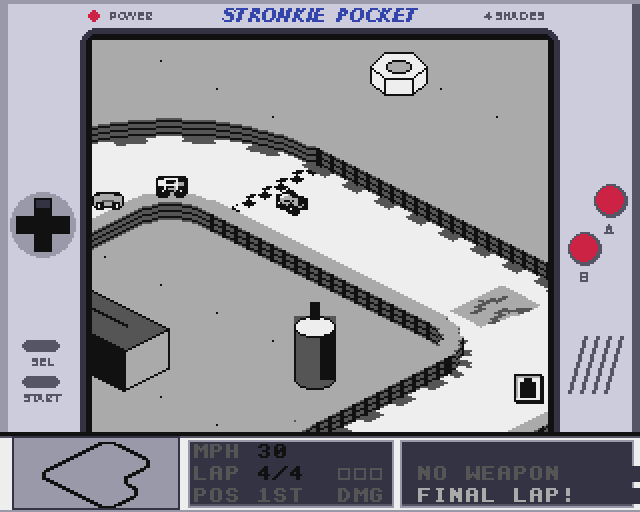 POWER
STRONKIE POCKET
4 SHADES
A
B
SEL
START
MPH 30
LAP 4/4
POS 1ST DMG
NO WEAPON
FINAL LAP!